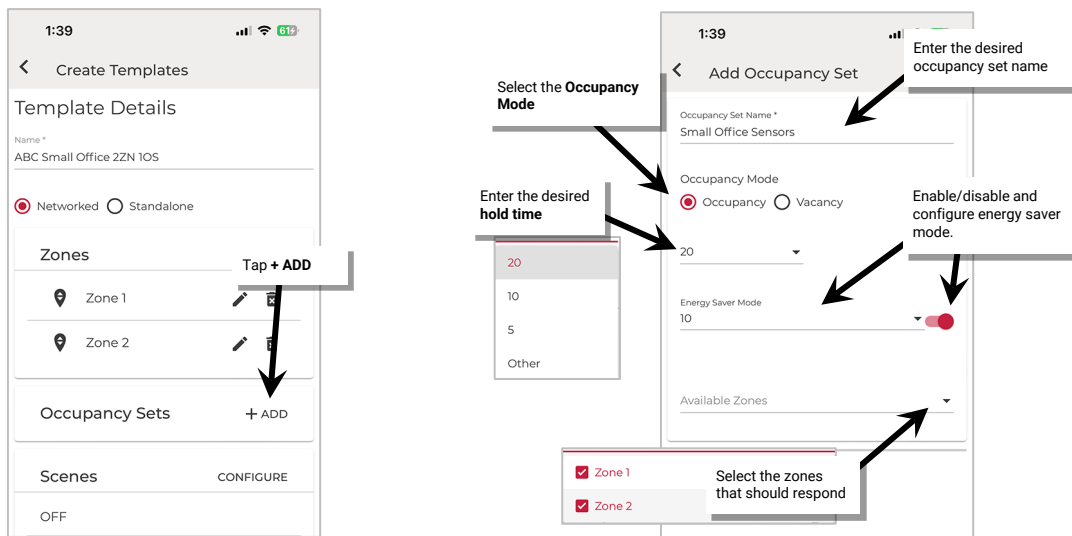 1:39
61
Create Templates
Template Details
Name *
ABC Small Office 2ZN 1OS
Networked
Standalone
Zones
Tap + ADD
Zone 1
Zone 2
Occupancy Sets
+ ADD
Scenes
CONFIGURE
OFF
Select the Occupancy
Mode
Enter the desired
hold time
20
10
5
Other
1:39
Add Occupancy Set
Enter the desired
occupancy set name
Occupancy Set Name *
Small Office Sensors
Occupancy Mode
Occupancy
Vacancy
Enable/disable and
configure energy saver
mode.
20
Energy Saver Mode
10
Available Zones
Zone 1
Zone 2
Select the zones
that should respond